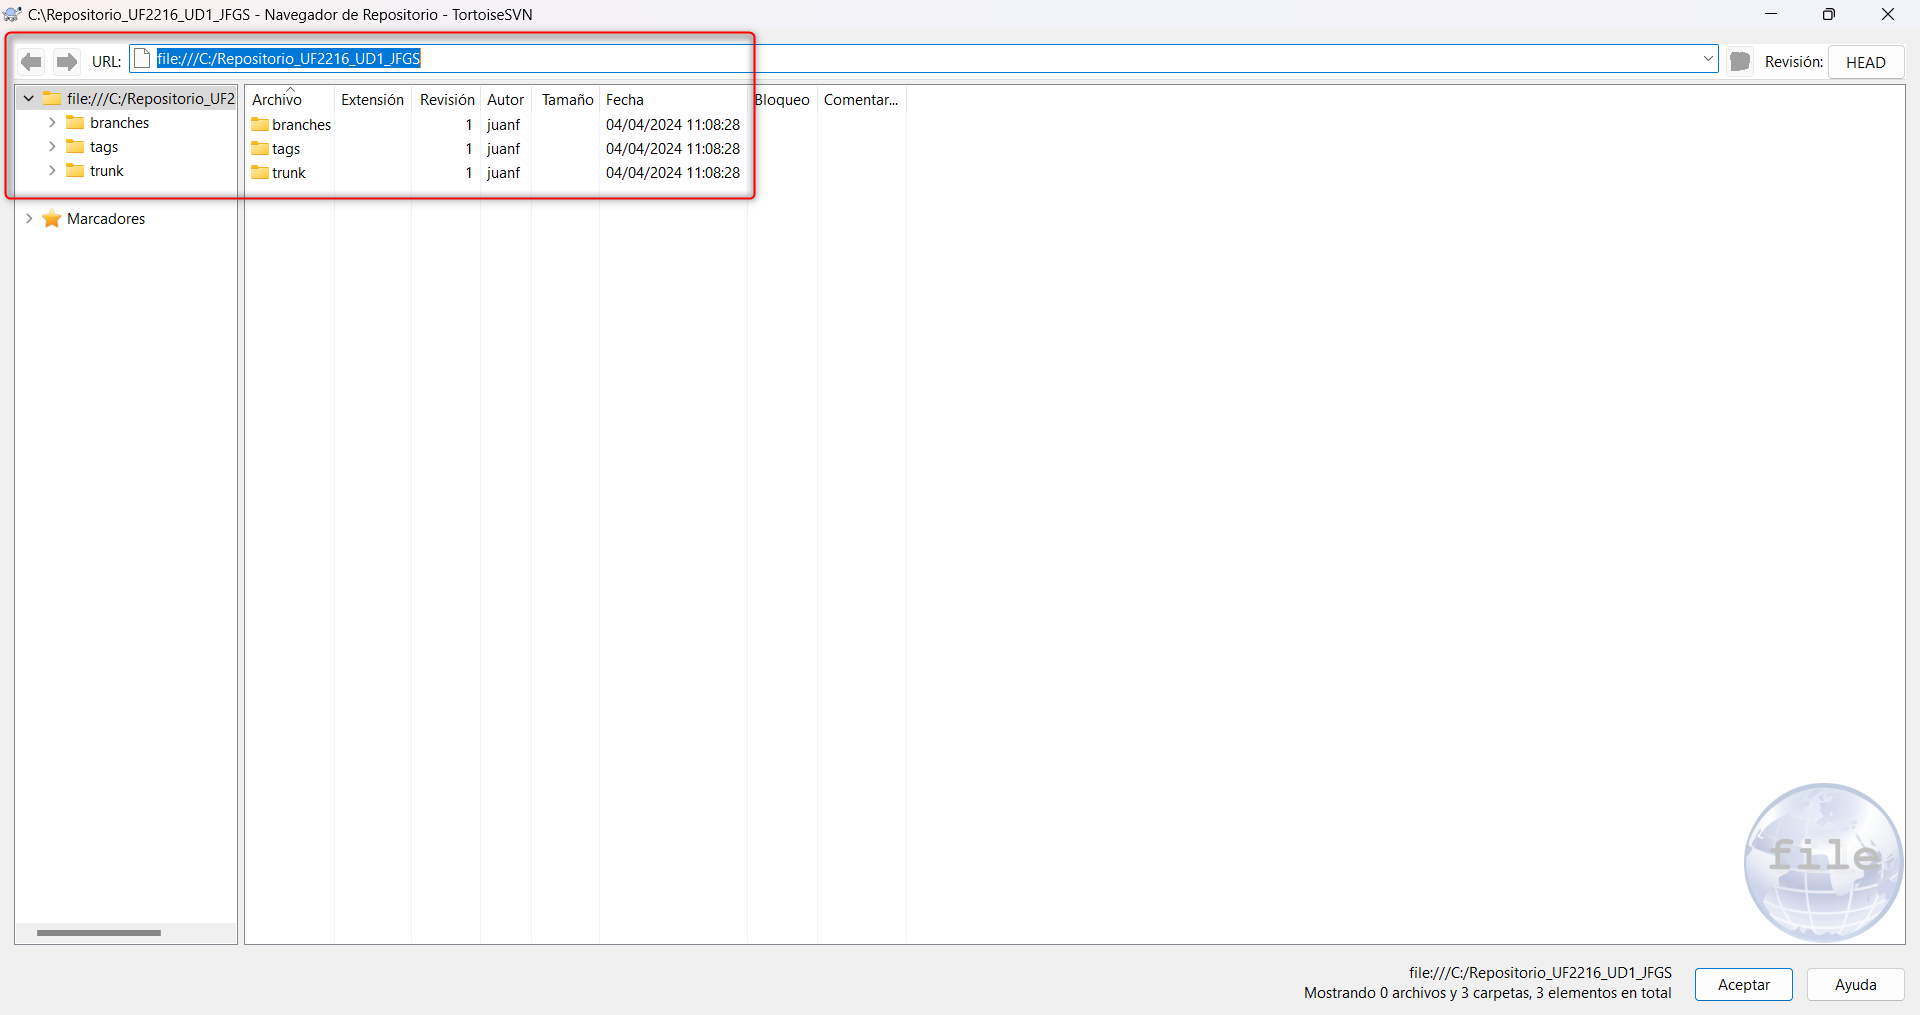 C:\Repositorio_UF2216_UD1_JFGS - Navegador de Repositorio - TortoiseSVN
URL: file:///C:/Repositorio_UF2216_UD1_JFGS Revisión: HEAD
file:///C:/Repositorio_UF2
branches
tags
trunk
Marcadores
Archivo Extensión Revisión Autor Tamaño Fecha Bloqueo Comentar...
branches 1 juanf 04/04/2024 11:08:28
tags 1 juanf 04/04/2024 11:08:28
trunk 1 juanf 04/04/2024 11:08:28
file
file:///C:/Repositorio_UF2216_UD1_JFGS
Mostrando 0 archivos y 3 carpetas, 3 elementos en total
Aceptar Ayuda